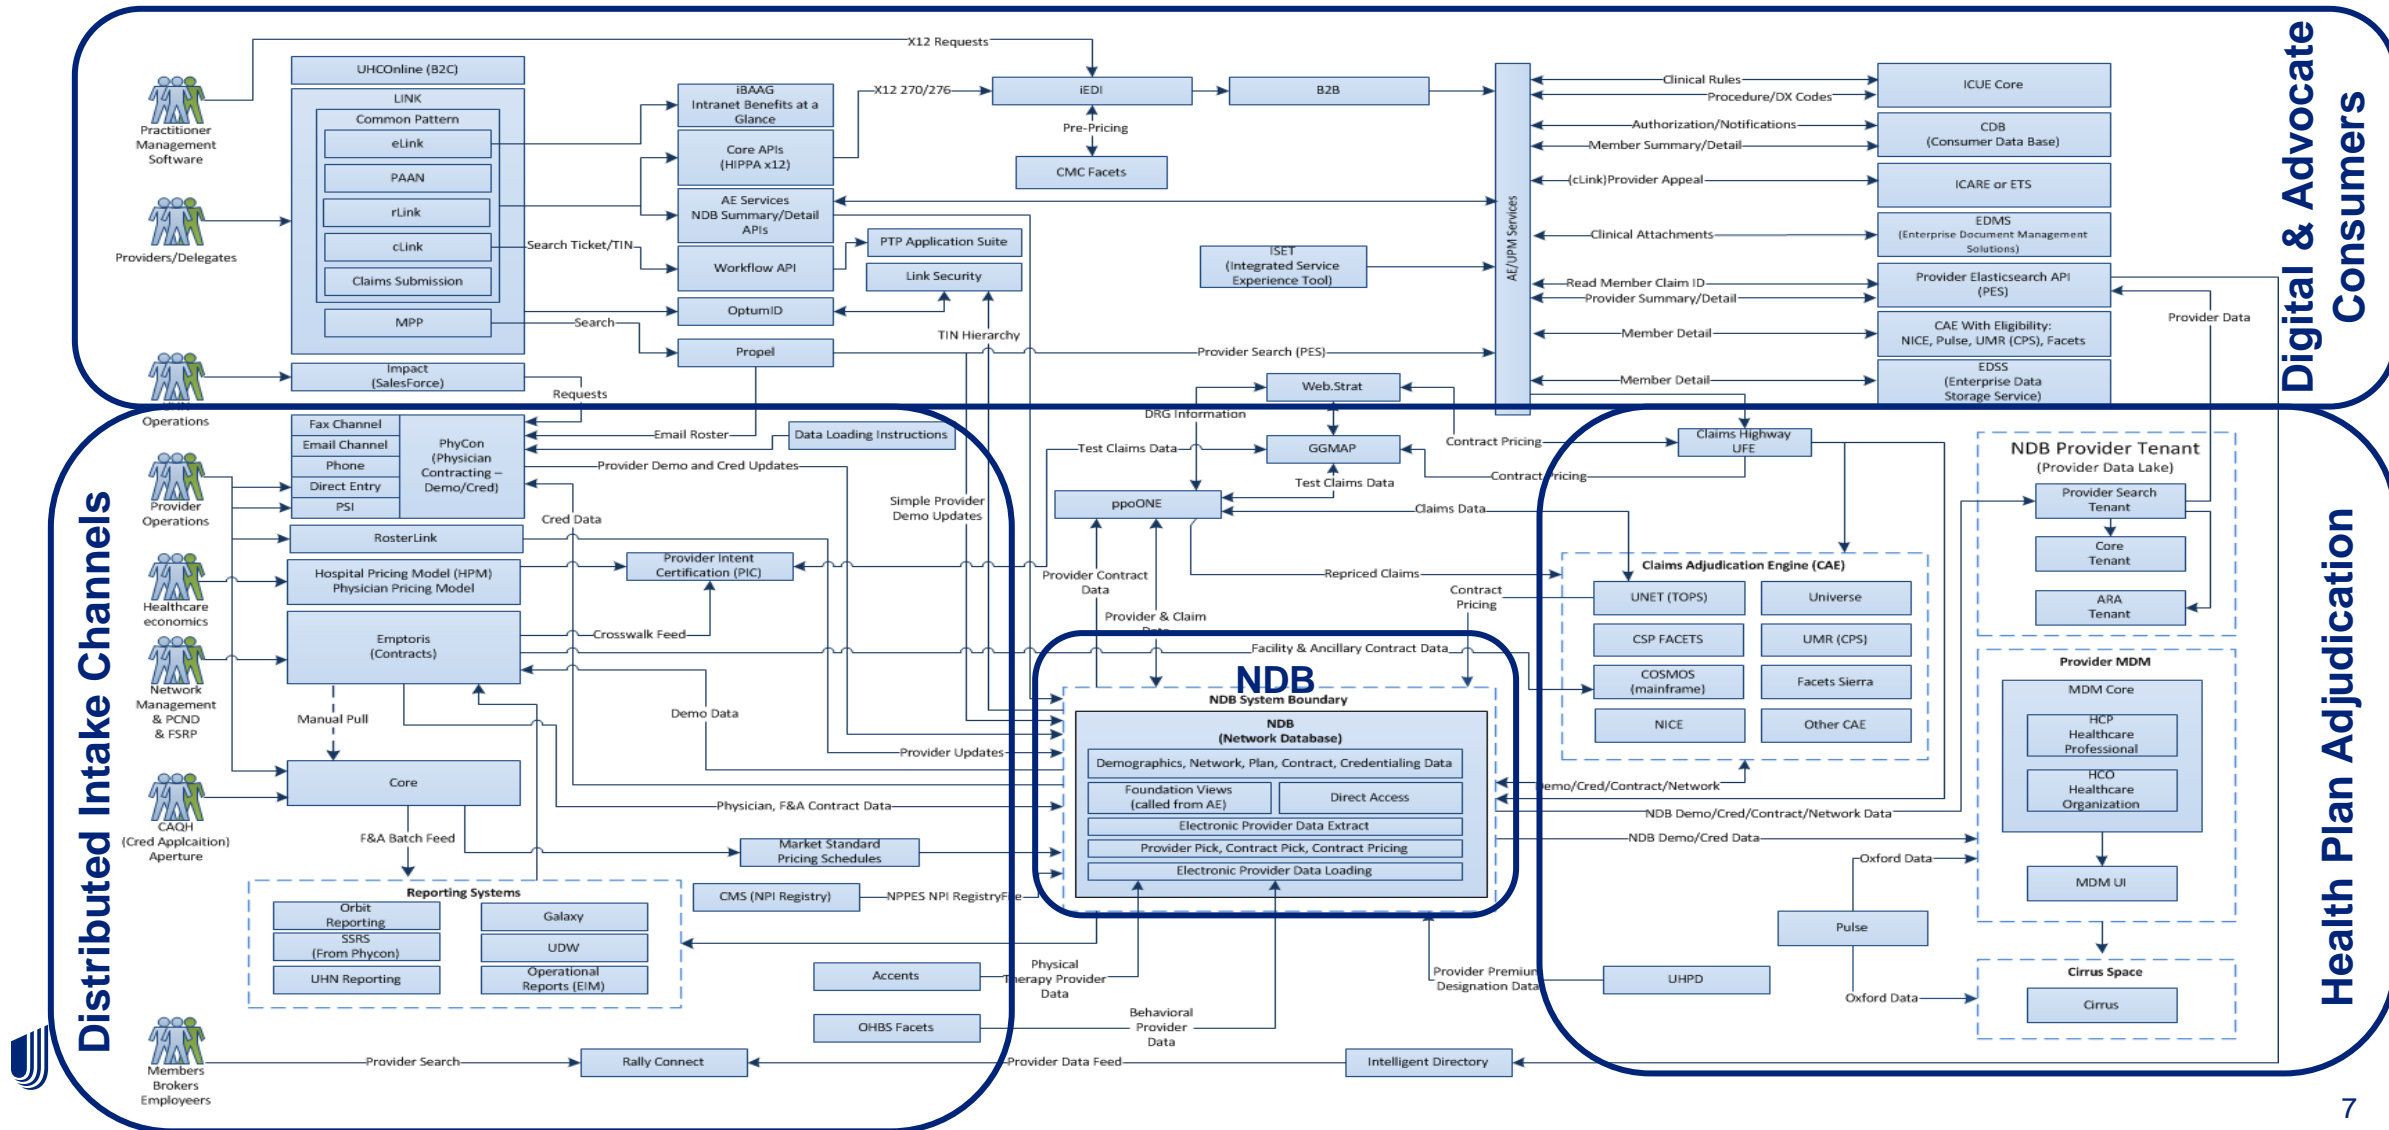 X12 Requests
UHCOnline (B2C)
LINK
Common Pattern
eLink
PAAN
rLink
cLink
Claims Submission
MPP
Practitioner
Management
Software
Providers/Delegates
iBAAG
Intranet Benefits at a
Glance
Core APIs
(HIPPA x12)
AE Services
NDB Summary/Detail
APIs
Search Ticket/TIN
Workflow API
OptumID
Search
Propel
X12 270/276
iEDI
B2B
Pre-Pricing
CMC Facets
PTP Application Suite
Link Security
TIN Hierarchy
ISET
(Integrated Service
Experience Tool)
Provider Search (PES)
AE/UPM Services
Clinical Rules
Procedure/DX Codes
Authorization/Notifications
Member Summary/Detail
(cLink)Provider Appeal
Clinical Attachments
Read Member Claim ID
Provider Summary/Detail
Member Detail
Member Detail
ICUE Core
CDB
(Consumer Data Base)
ICARE or ETS
EDMS
(Enterprise Document Management
Solutions)
Provider Elasticsearch API
(PES)
CAE With Eligibility:
NICE, Pulse, UMR (CPS), Facets
EDSS
(Enterprise Data
Storage Service)
Provider Data
Digital & Advocate
Consumers
Operations
Impact
(SalesForce)
Requests
Distributed Intake Channels
Fax Channel
Email Channel
Phone
Direct Entry
PSI
PhyCon
(Physician
Contracting –
Demo/Cred)
Email Roster
Data Loading Instructions
Provider Demo and Cred Updates
Provider
Operations
Cred Data
Simple Provider
Demo Updates
RosterLink
Hospital Pricing Model (HPM)
Physician Pricing Model
Provider Intent
Certification (PIC)
Healthcare
economics
Emptoris
(Contracts)
Crosswalk Feed
Network
Management
& PCND
& FSRP
Manual Pull
Demo Data
Provider Updates
Core
CAQH
(Cred Applcaition)
Aperture
F&A Batch Feed
Physician, F&A Contract Data
Market Standard
Pricing Schedules
Reporting Systems
Orbit
Reporting
SSRS
(From Phycon)
UHN Reporting
Galaxy
UDW
Operational
Reports (EIM)
CMS (NPI Registry)
NPPES NPI RegistryFile
Accents
Physical
Therapy Provider
Data
OHBS Facets
Behavioral
Provider
Data
Members
Brokers
Employeers
Provider Search
Rally Connect
Provider Data Feed
Intelligent Directory
Web.Strat
DRG Information
GGMAP
Test Claims Data
Test Claims Data
Contract Pricing
Contract Pricing
ppoONE
Claims Data
Provider Contract
Data
Provider & Claim
Repriced Claims
Contract
Pricing
Facility & Ancillary Contract Data
NDB
NDB System Boundary
NDB
(Network Database)
Demographics, Network, Plan, Contract, Credentialing Data
Foundation Views
(called from AE)
Direct Access
Electronic Provider Data Extract
Provider Pick, Contract Pick, Contract Pricing
Electronic Provider Data Loading
Claims Highway
UFE
Claims Adjudication Engine (CAE)
UNET (TOPS)
Universe
CSP FACETS
UMR (CPS)
COSMOS
(mainframe)
Facets Sierra
NICE
Other CAE
Demo/Cred/Contract/Network
NDB Demo/Cred/Contract/Network Data
NDB Demo/Cred Data
Provider Premium
Designation Data
UHPD
Oxford Data
Pulse
Oxford Data
NDB Provider Tenant
(Provider Data Lake)
Provider Search
Tenant
Core
Tenant
ARA
Tenant
Provider MDM
MDM Core
HCP
Healthcare
Professional
HCO
Healthcare
Organization
MDM UI
Cirrus Space
Cirrus
Health Plan Adjudication
7